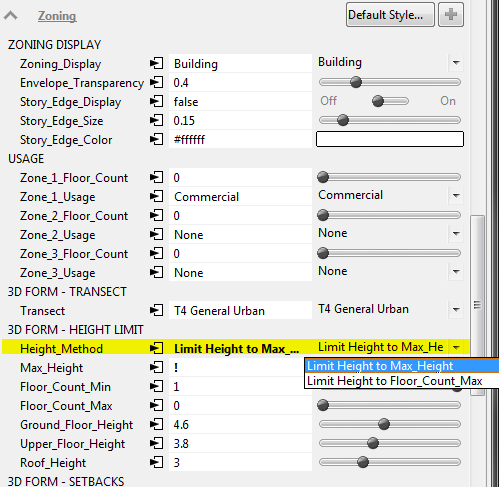 Zoning Default Style... +
ZONING DISPLAY
Zoning_Display Building Building
Envelope_Transparency 0.4
Story_Edge_Display false Off On
Story_Edge_Size 0.15
Story_Edge_Color #ffffff
USAGE
Zone_1_Floor_Count 0
Zone_1_Usage Commercial Commercial
Zone_2_Floor_Count 0
Zone_2_Usage None None
Zone_3_Floor_Count 0
Zone_3_Usage None None
3D FORM - TRANSECT
Transect T4 General Urban T4 General Urban
3D FORM - HEIGHT LIMIT
Height_Method Limit Height to Max_... Limit Height to Max_He
Max_Height ! Limit Height to Max_Height
Floor_Count_Min 1 Limit Height to Floor_Count_Max
Floor_Count_Max 0
Ground_Floor_Height 4.6
Upper_Floor_Height 3.8
Roof_Height 3
3D FORM - SETBACKS